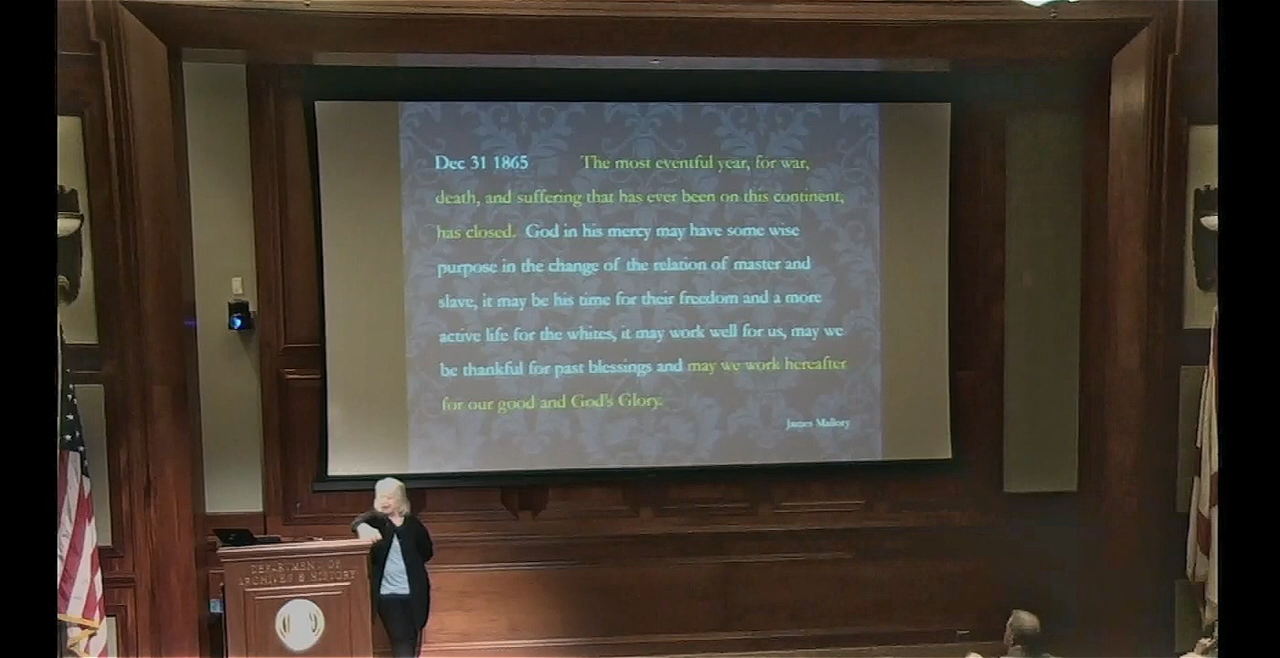 Dec 31 1865 The most eventful year, for war,
death, and suffering that has ever been on this continent,
has closed. God in his mercy may have some wise
purpose in the change of the relation of master and
slave, it may be his time for their freedom and a more
active life for the whites, it may work well for us, may we
be thankful for past blessings and may we work hereafter
for our good and God's Glory.
James Mallory
DEPARTMENT OF
ARCHIVES & HISTORY